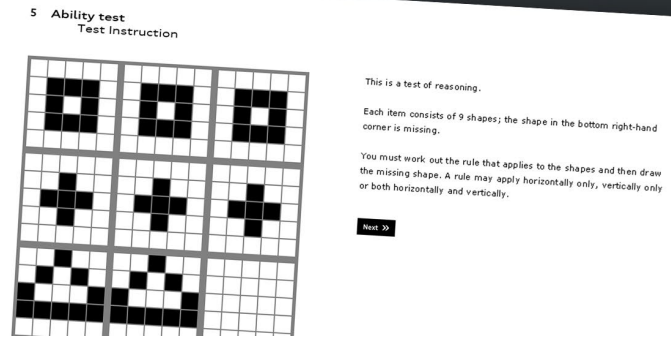 5 Ability test
Test Instruction
This is a test of reasoning.
Each item consists of 9 shapes; the shape in the bottom right-hand
corner is missing.
You must work out the rule that applies to the shapes and then draw
the missing shape. A rule may apply horizontally only, vertically only
or both horizontally and vertically.
Next »